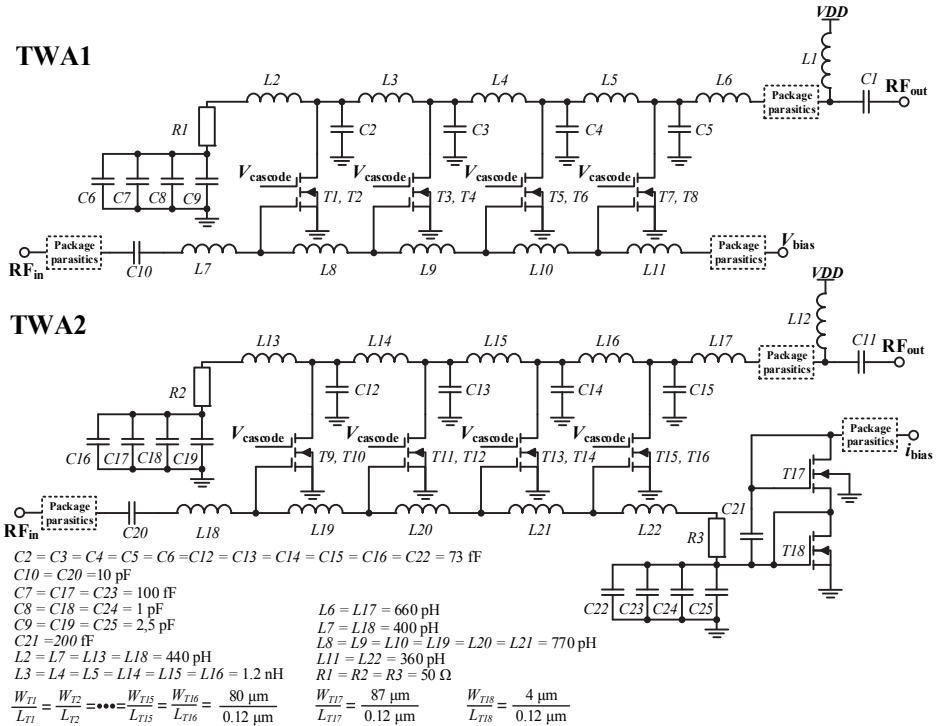 TWA1
VDD
L1
C1
RFout
L2
L3
L4
L5
L6
Package parasitics
R1
C2
C3
C4
C5
C6
C7
C8
C9
Vcascode
T1, T2
Vcascode
T3, T4
Vcascode
T5, T6
Vcascode
T7, T8
RFin
Package parasitics
C10
L7
L8
L9
L10
L11
Package parasitics
Vbias
TWA2
VDD
L12
C11
RFout
L13
L14
L15
L16
L17
Package parasitics
R2
C12
C13
C14
C15
C16
C17
C18
C19
Vcascode
T9, T10
Vcascode
T11, T12
Vcascode
T13, T14
Vcascode
T15, T16
Package parasitics
ibias
T17
T18
RFin
Package parasitics
C20
L18
L19
L20
L21
L22
C21
R3
C22
C23
C24
C25
C2 = C3 = C4 = C5 = C6 =C12 = C13 = C14 = C15 = C16 = C22 = 73 fF
C10 = C20 =10 pF
C7 = C17 = C23 = 100 fF
C8 = C18 = C24 = 1 pF
C9 = C19 = C25 = 2,5 pF
C21 =200 fF
L2 = L7 = L13 = L18 = 440 pH
L3 = L4 = L5 = L14 = L15 = L16 = 1.2 nH
L6 = L17 = 660 pH
L7 = L18 = 400 pH
L8 = L9 = L10 = L19 = L20 = L21 = 770 pH
L11 = L22 = 360 pH
R1 = R2 = R3 = 50 Ω
WT1/LT1 = WT2/LT2 =•••= WT15/LT15 = WT16/LT16 = 80 μm/0.12 μm
WT17/LT17 = 87 μm/0.12 μm
WT18/LT18 = 4 μm/0.12 μm